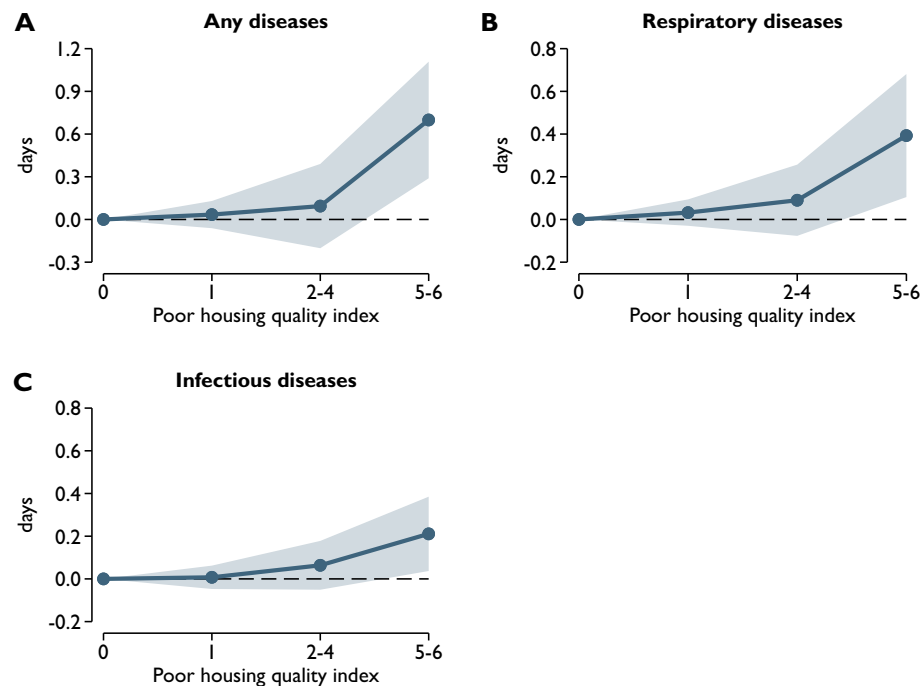 A
Any diseases
1.2
0.9
0.6
0.3
0.0
-0.3
days
0
1
2-4
5-6
Poor housing quality index
B
Respiratory diseases
0.8
0.6
0.4
0.2
0.0
-0.2
days
0
1
2-4
5-6
Poor housing quality index
C
Infectious diseases
0.8
0.6
0.4
0.2
0.0
-0.2
days
0
1
2-4
5-6
Poor housing quality index